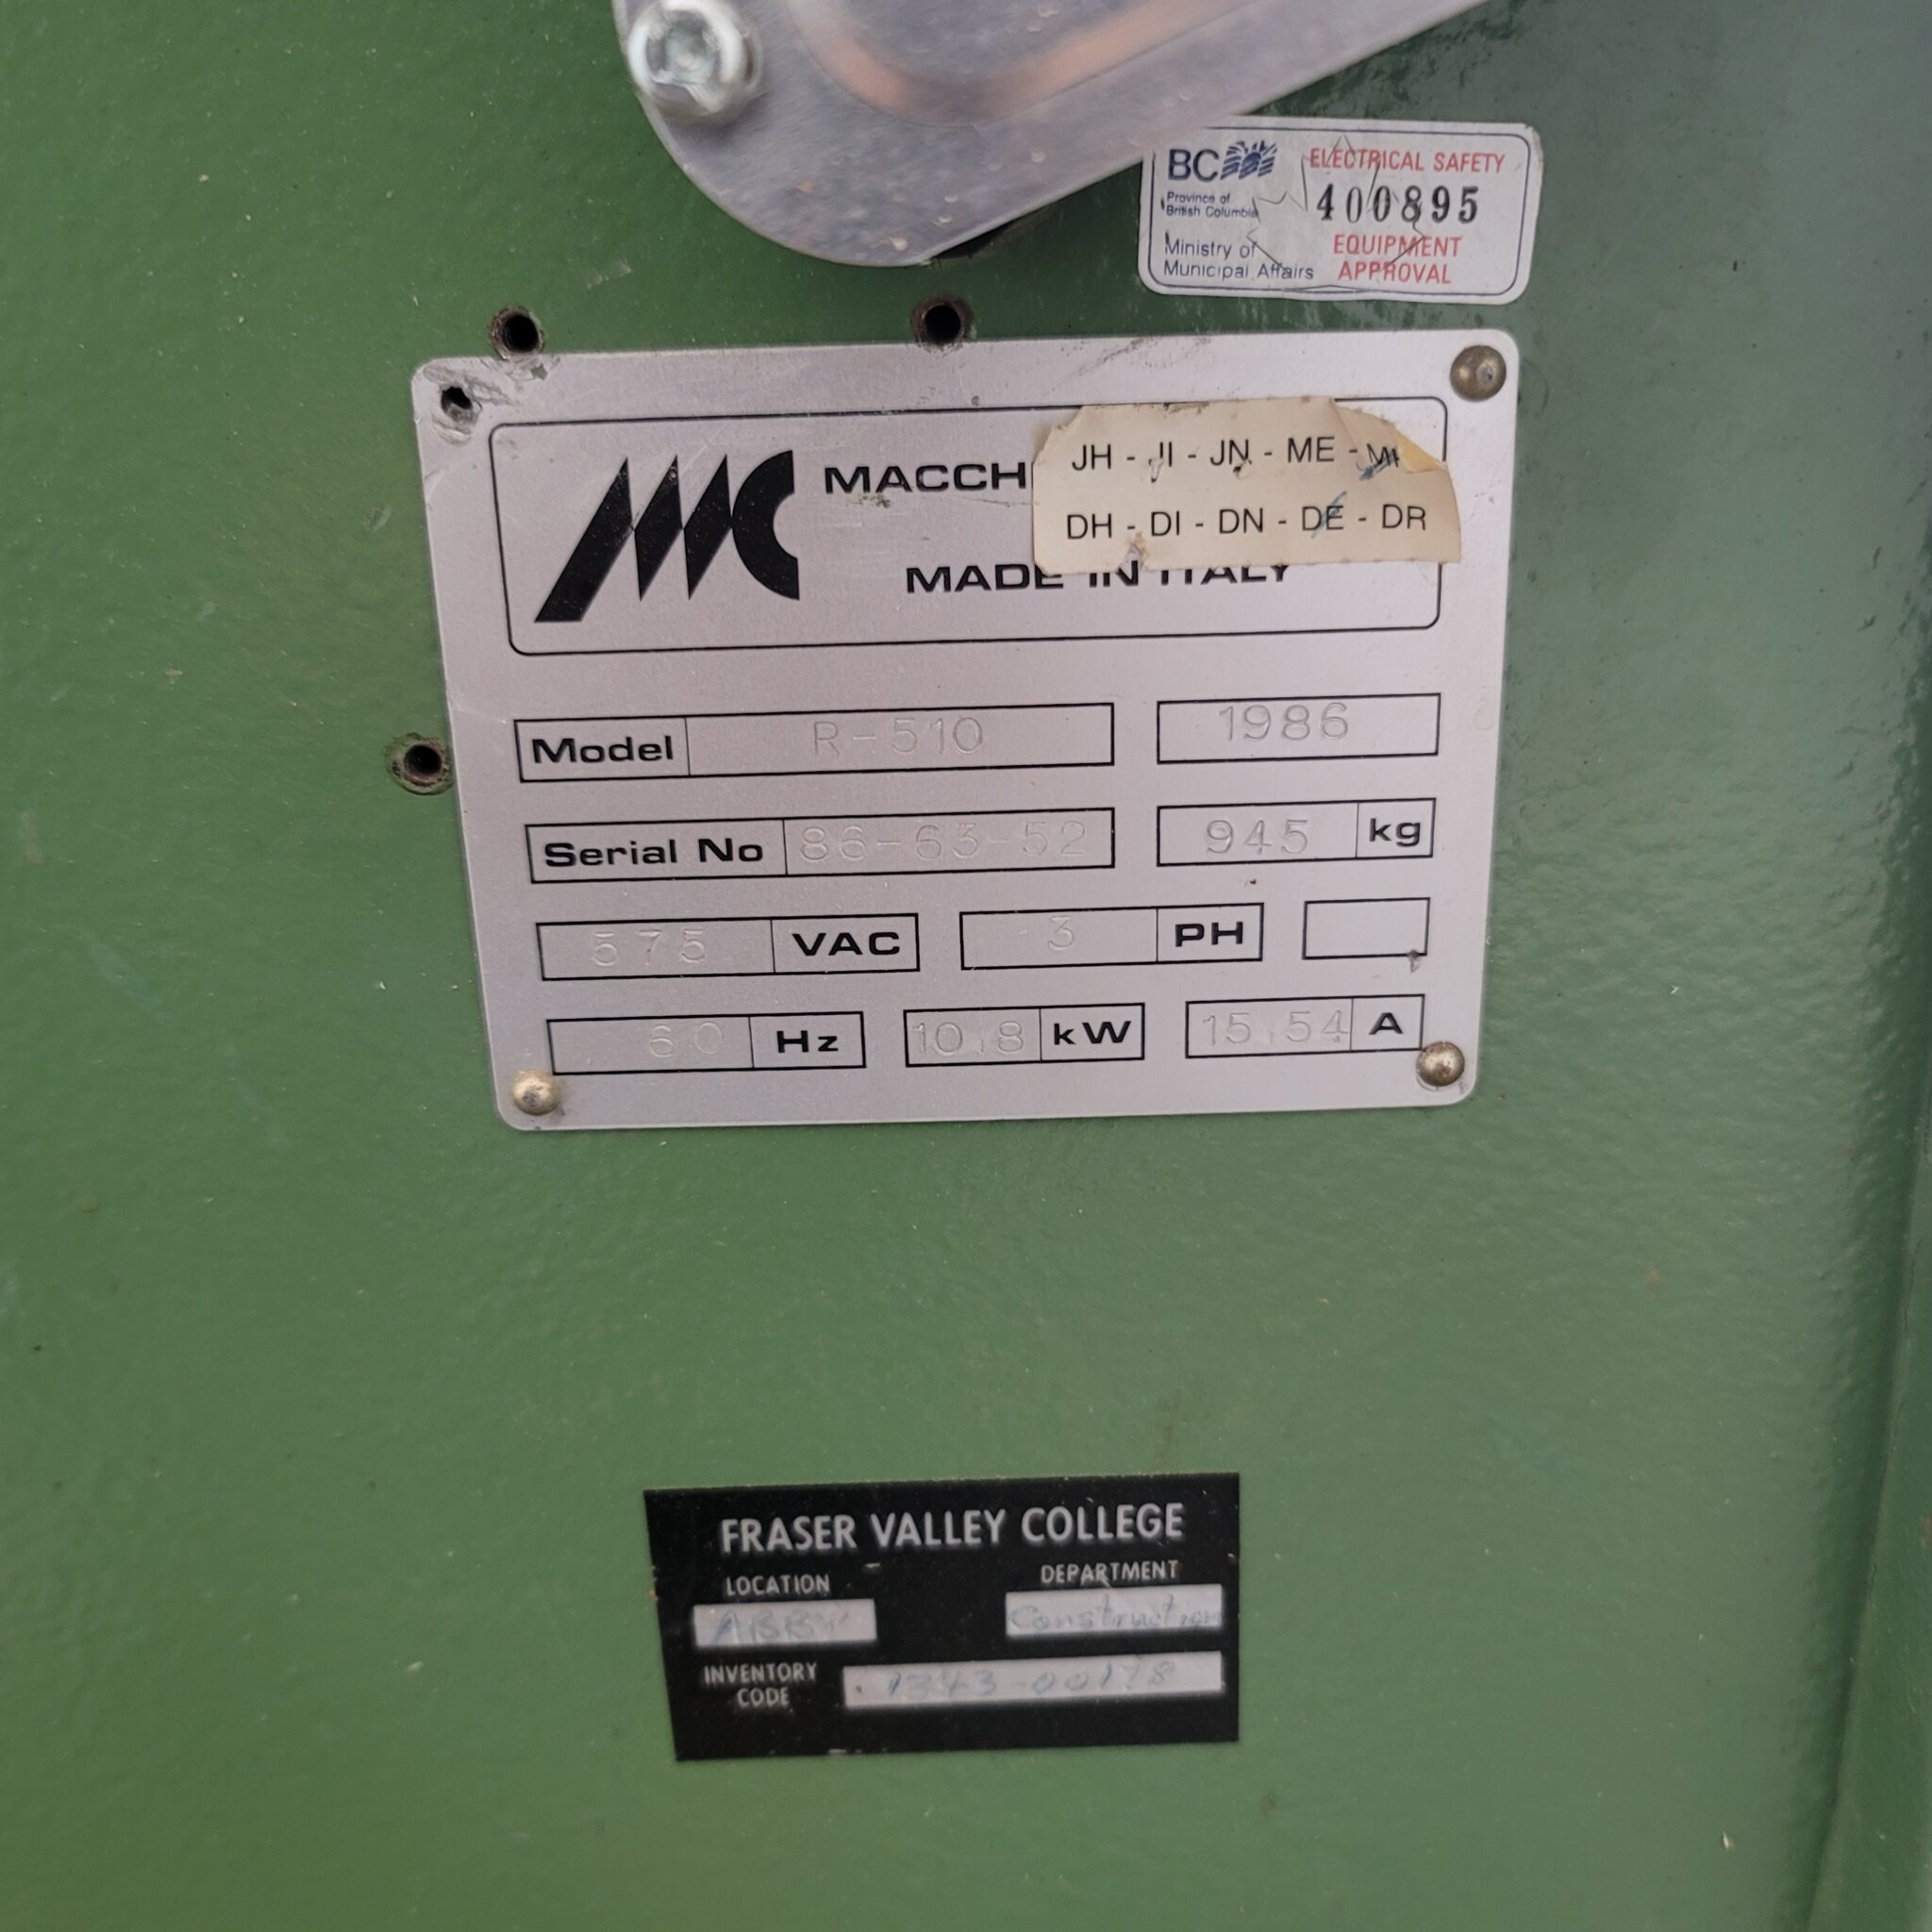 BC
ELECTRICAL SAFETY
Province of
British Columbia
400895
Ministry of
Municipal Affairs
EQUIPMENT
APPROVAL
MC
MACCH
JH - JI - JN - ME -
DH - DI - DN - DE - DR
MADE IN ITALY
Model R-510 1986
Serial No 86-63-52 945 kg
575 VAC 3 PH
60 Hz 10.8 kW 15.54 A
FRASER VALLEY COLLEGE
LOCATION DEPARTMENT
ABBY Construction
INVENTORY
CODE
1343-00178